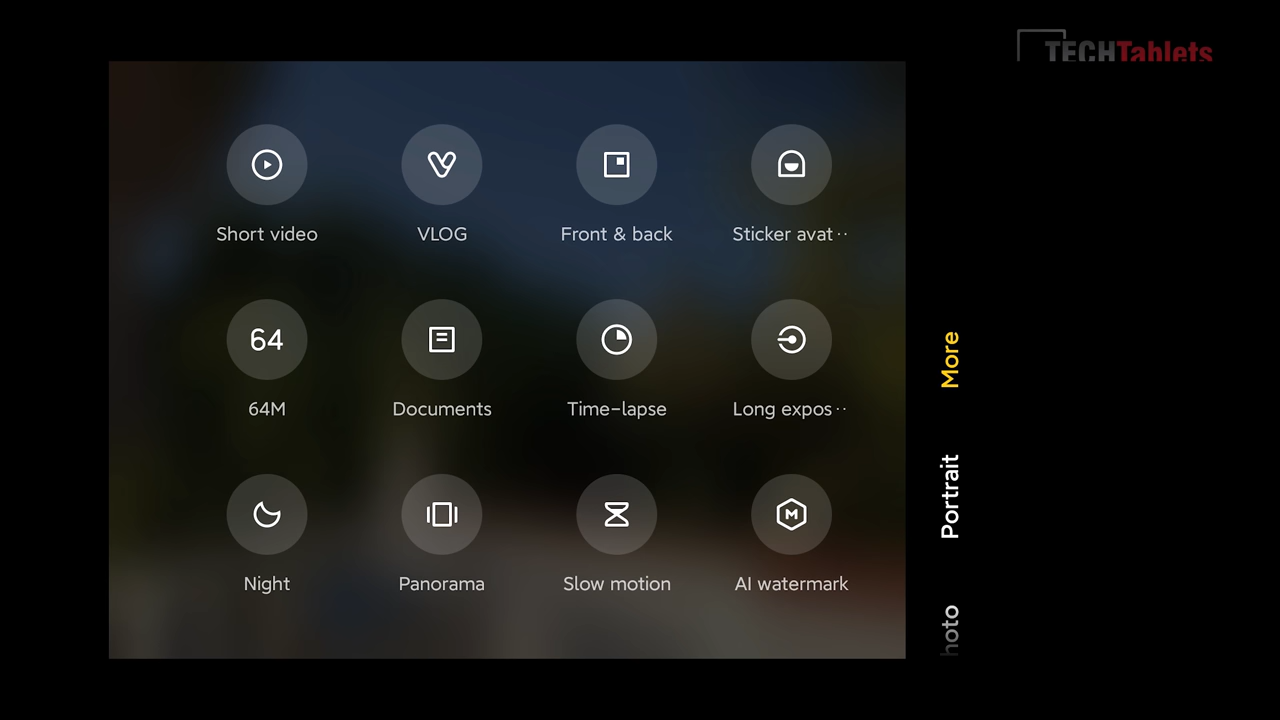 TECHTablets
Short video
VLOG
Front & back
Sticker avat··
64
64M
Documents
Time-lapse
Long expos··
Night
Panorama
Slow motion
M
AI watermark
More
Portrait
hoto